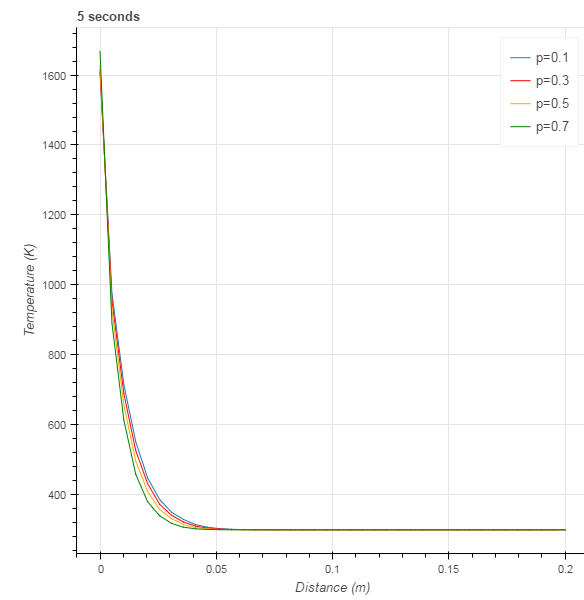 5 seconds
p=0.1
p=0.3
p=0.5
p=0.7
1600
1400
1200
1000
800
600
400
Temperature (K)
0
0.05
0.1
0.15
0.2
Distance (m)